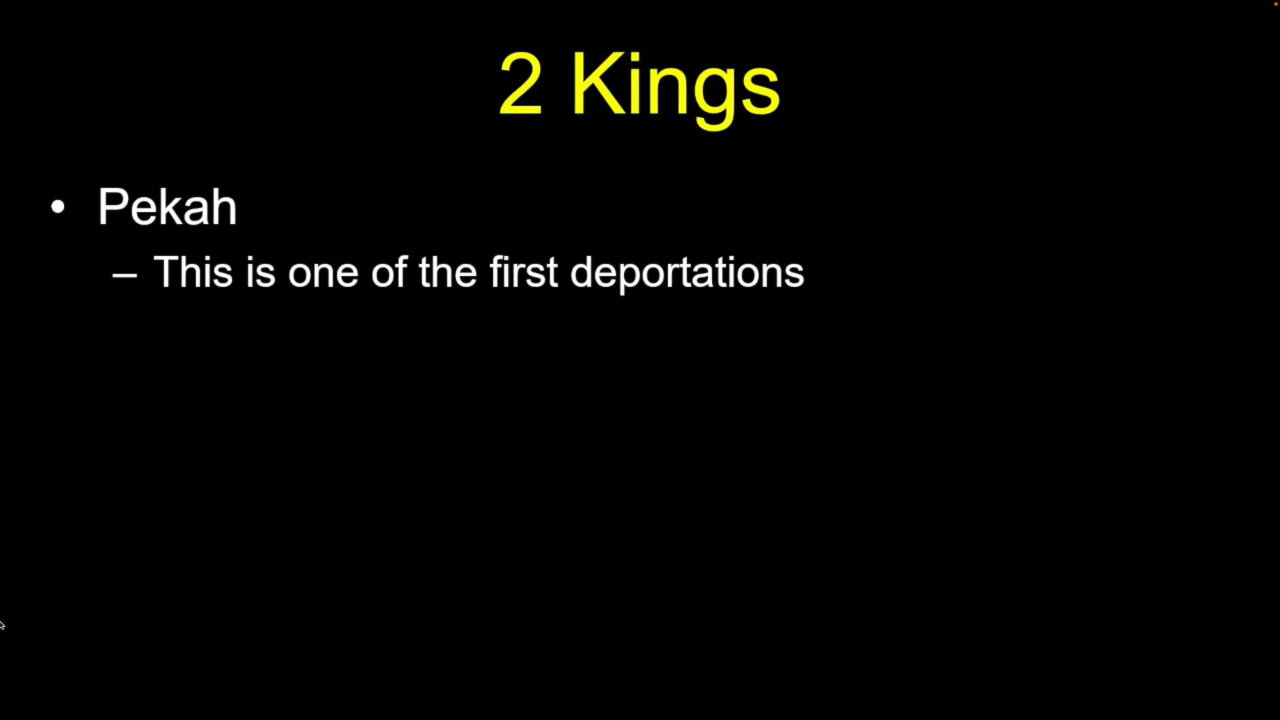 2 Kings
• Pekah
– This is one of the first deportations